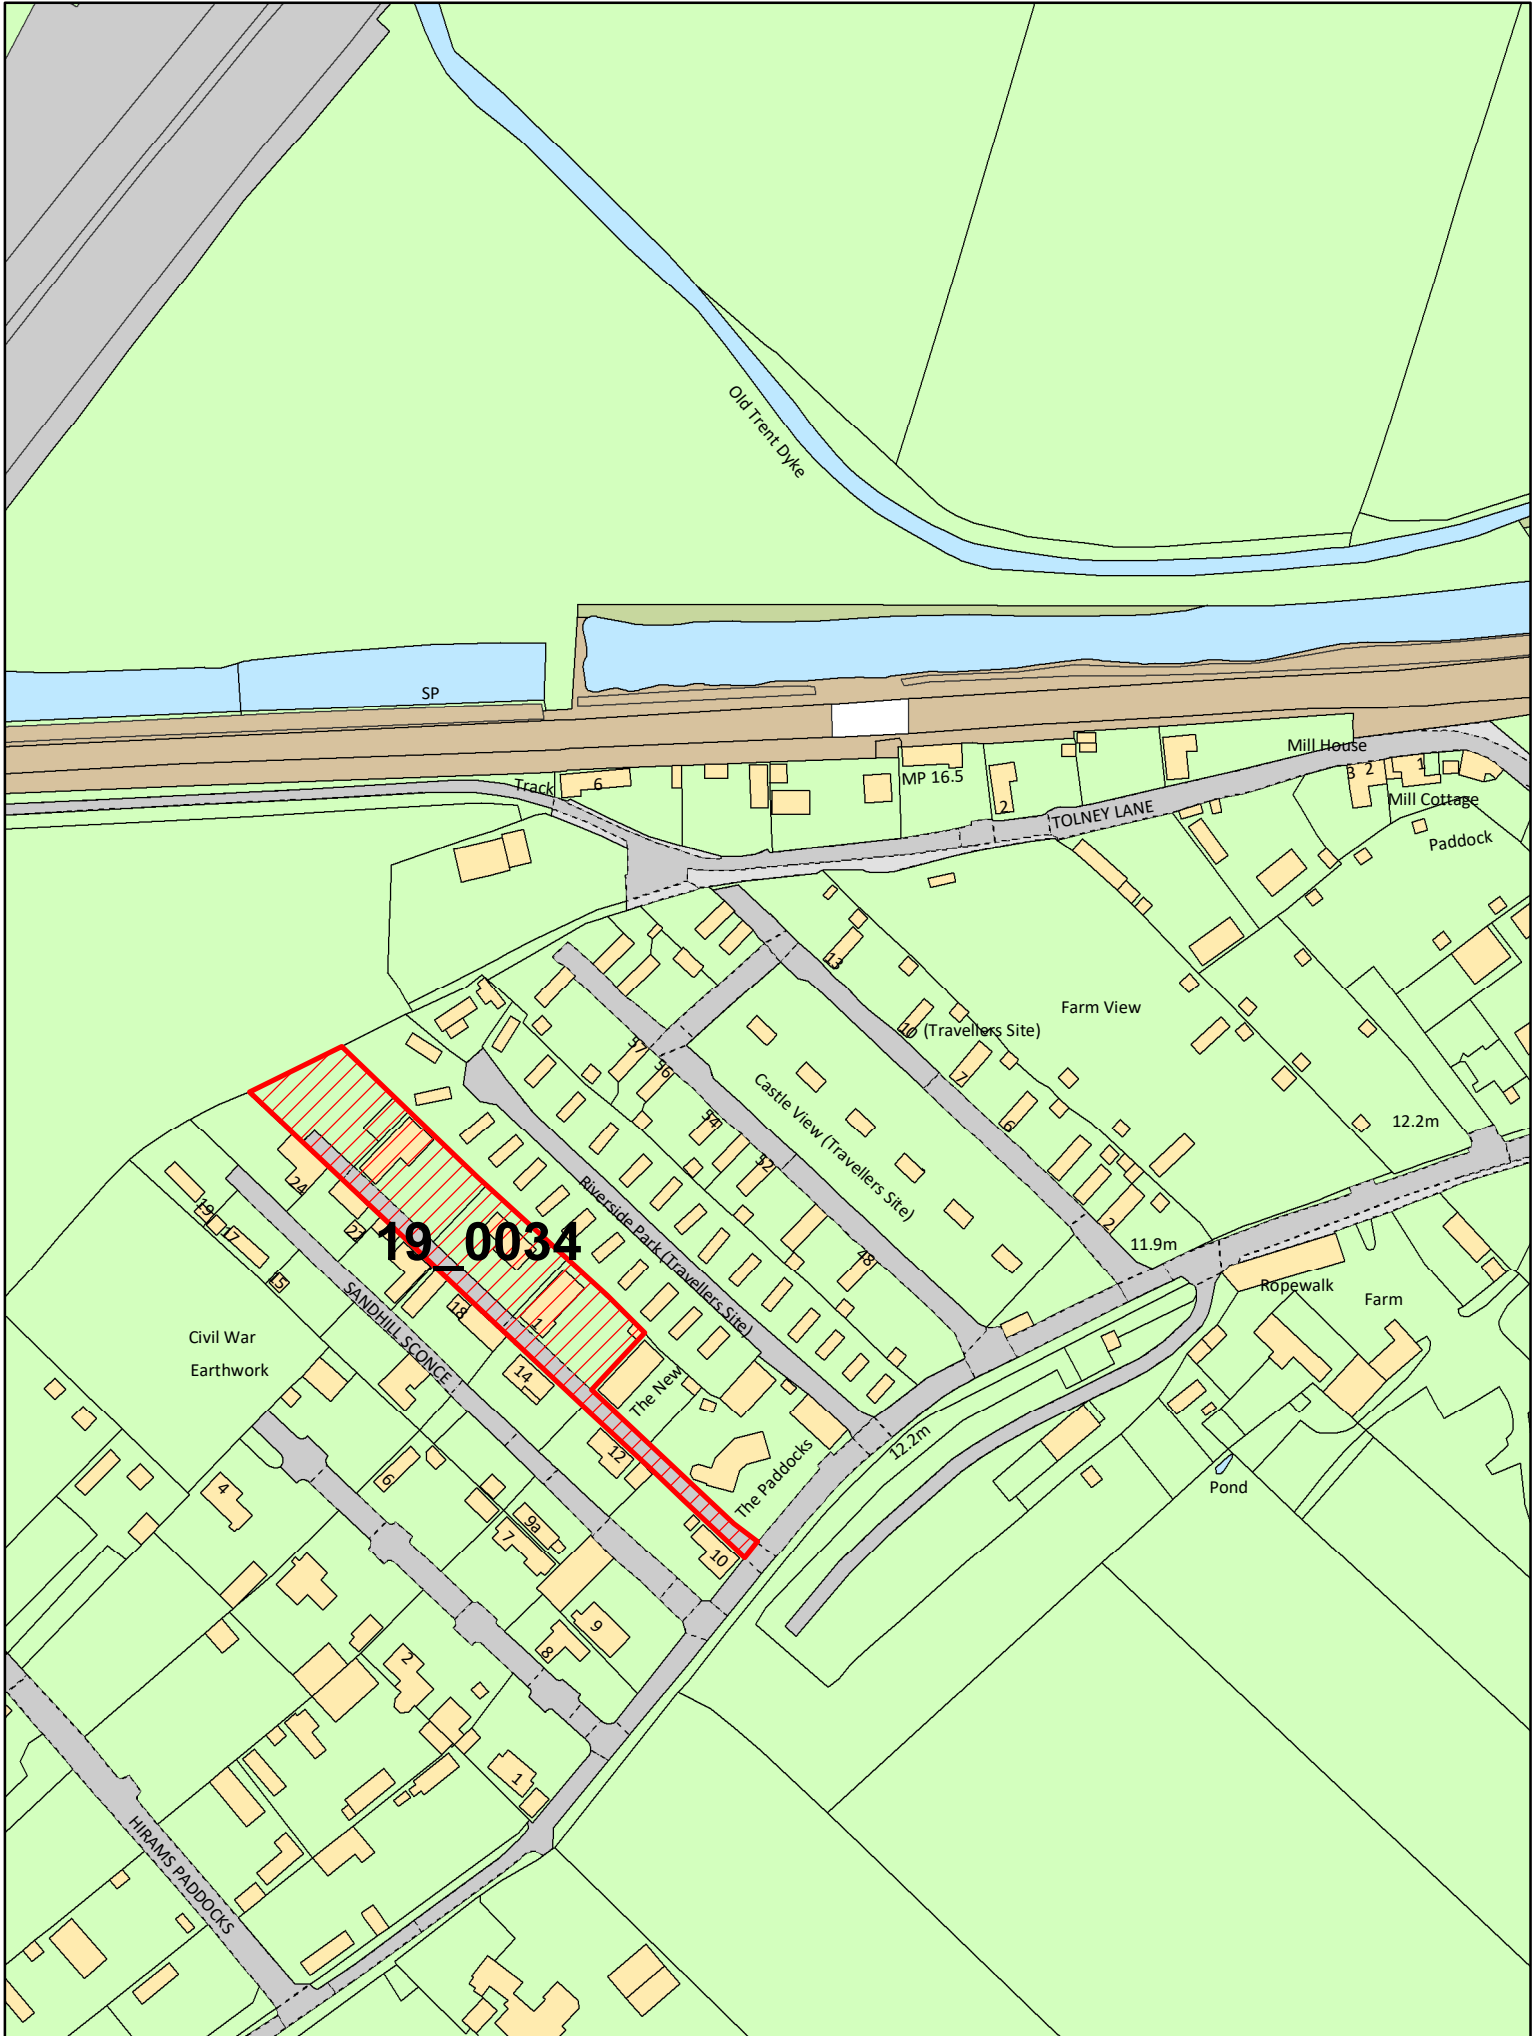 Old Trent Dyke
SP
Track
6
MP 16.5
2
TOLNEY LANE
Mill House
3
2
1
Mill Cottage
Paddock
13
10
(Travellers Site)
Farm View
7
6
2
57
56
54
52
48
Castle View (Travellers Site)
12.2m
11.9m
Riverside Park (Travellers Site)
24
22
19
17
15
19_0034
18
1
14
12
10
SANDHILL SCONCE
Civil War
Earthwork
The New
The Paddocks
12.2m
Ropewalk
Farm
Pond
4
6
9a
7
9
8
2
1
HIRAMS PADDOCKS